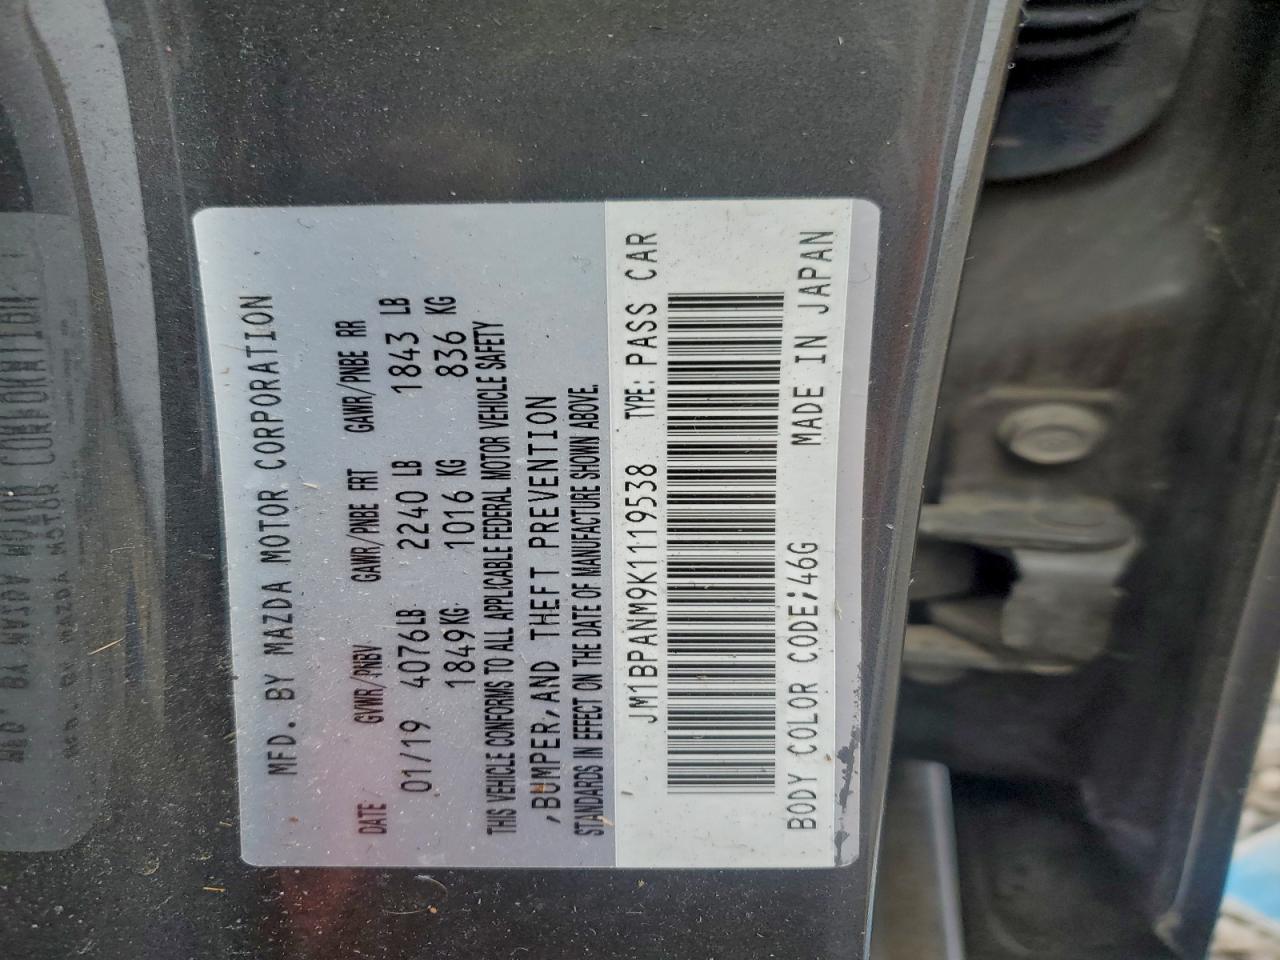 MFD. BY MAZDA MOTOR CORPORATION
DATE GVWR/PNBV GAWR/PNBE FRT GAWR/PNBE RR
01/19 4076LB 2240 LB 1843 LB
1849KG 1016 KG 836 KG
THIS VEHICLE CONFORMS TO ALL APPLICABLE FEDERAL MOTOR VEHICLE SAFETY
,BUMPER,AND THEFT PREVENTION
STANDARDS IN EFFECT ON THE DATE OF MANUFACTURE SHOWN ABOVE.
JM1BPANM9K1119538 TYPE: PASS CAR
BODY COLOR CODE;46G MADE IN JAPAN